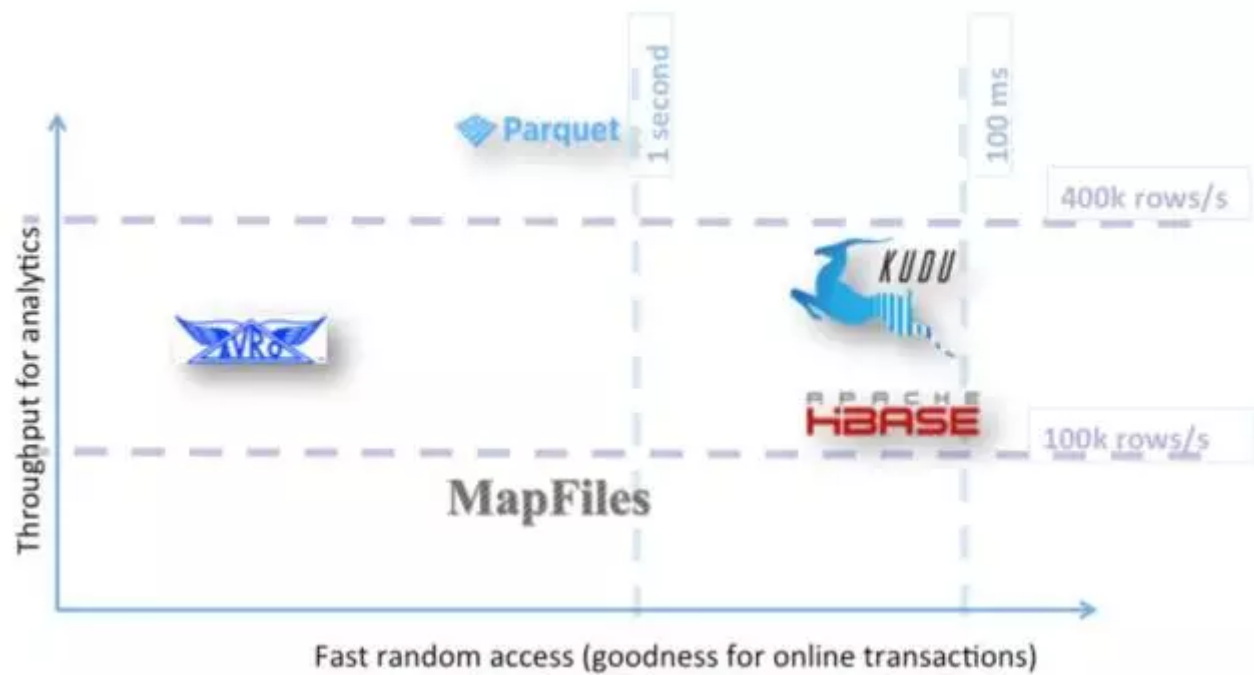 1 second
100 ms
Parquet
400k rows/s
KUDU
AVRO
APACHE
HBASE
100k rows/s
MapFiles
Throughput for analytics
Fast random access (goodness for online transactions)